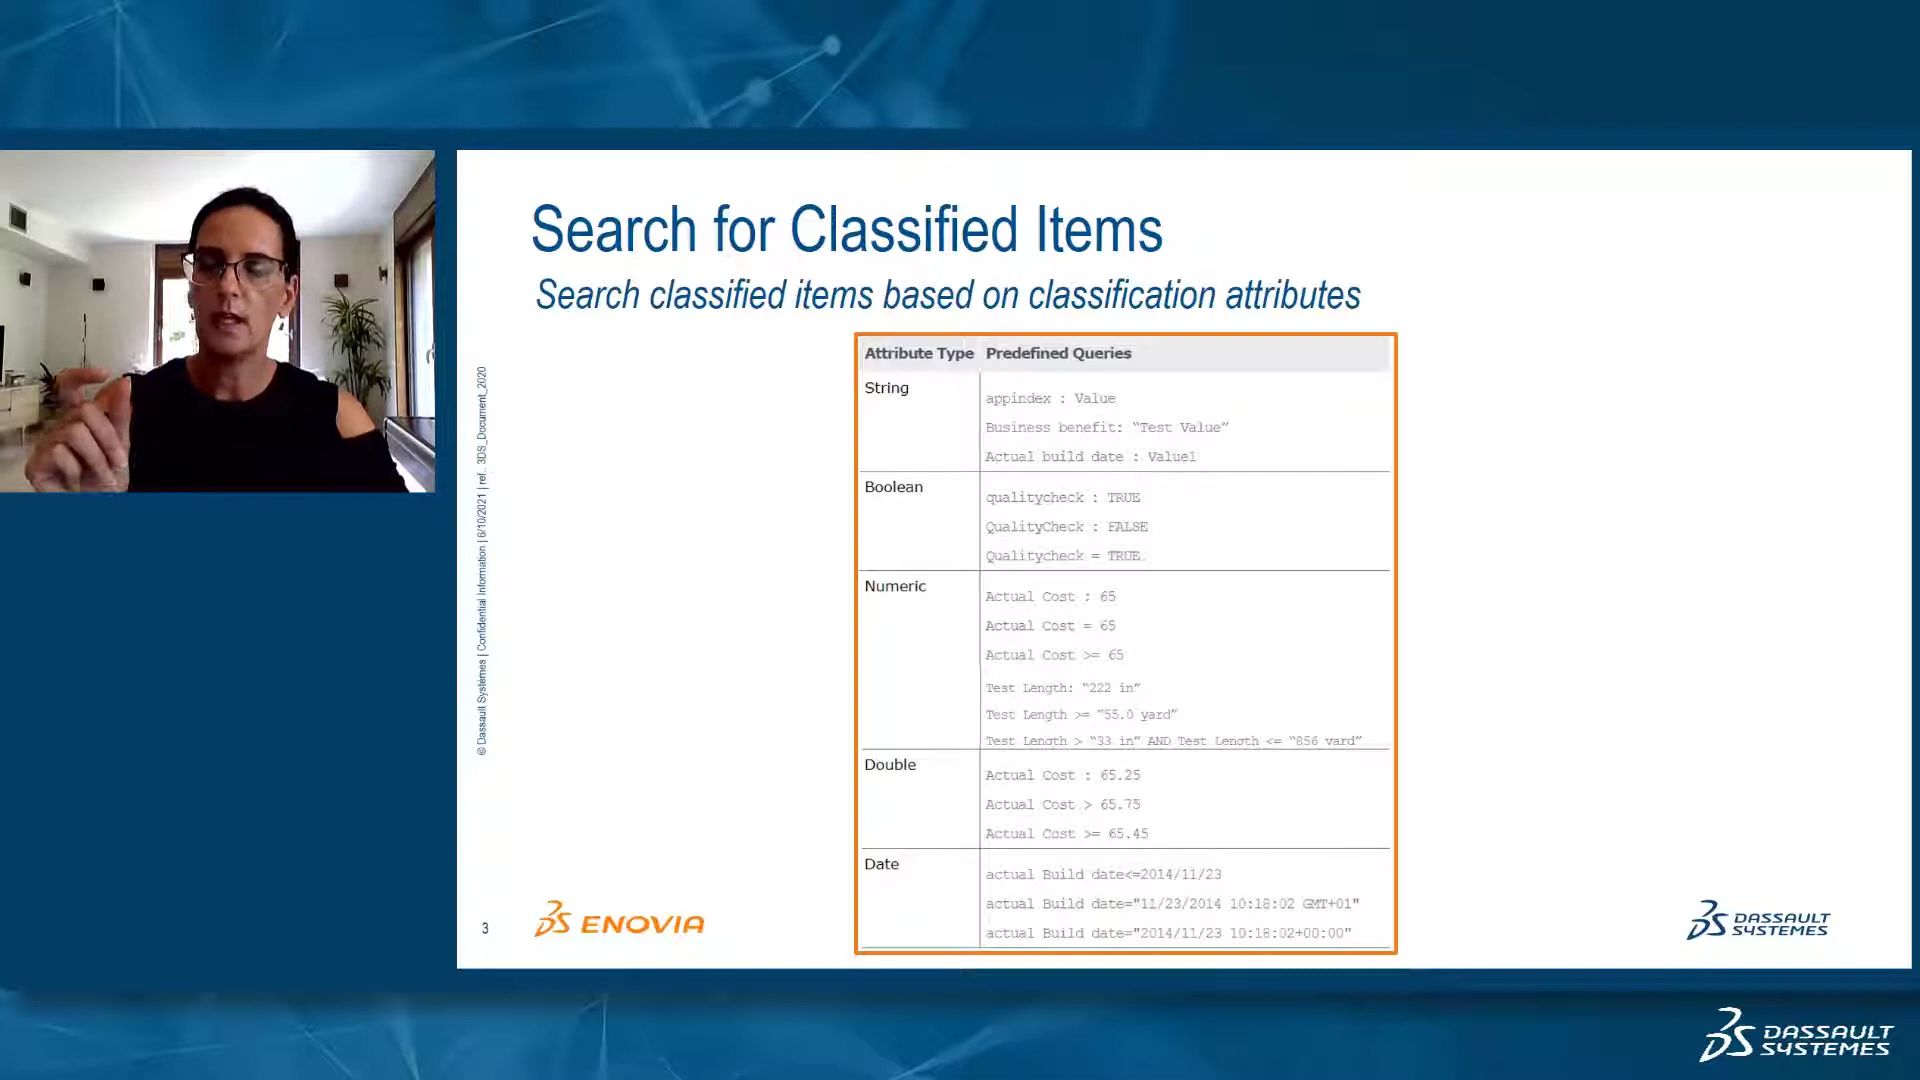 Search for Classified Items
Search classified items based on classification attributes
© Dassault Systèmes | Confidential Information | 6/10/2021 | ref.: 3DS_Document_2020
Attribute Type Predefined Queries
String
appindex : Value
Business benefit: “Test Value”
Actual build date : Value1
Boolean
qualitycheck : TRUE
QualityCheck : FALSE
Qualitycheck = TRUE
Numeric
Actual Cost : 65
Actual Cost = 65
Actual Cost >= 65
Test Length: “222 in”
Test Length >= “55.0 yard”
Test Length > “33 in” AND Test Length <= “856 yard”
Double
Actual Cost : 65.25
Actual Cost > 65.75
Actual Cost >= 65.45
Date
actual Build date<=2014/11/23
actual Build date="11/23/2014 10:18:02 GMT+01"
actual Build date="2014/11/23 10:18:02+00:00"
3
ENOVIA
DASSAULT
SYSTEMES
DASSAULT
SYSTEMES